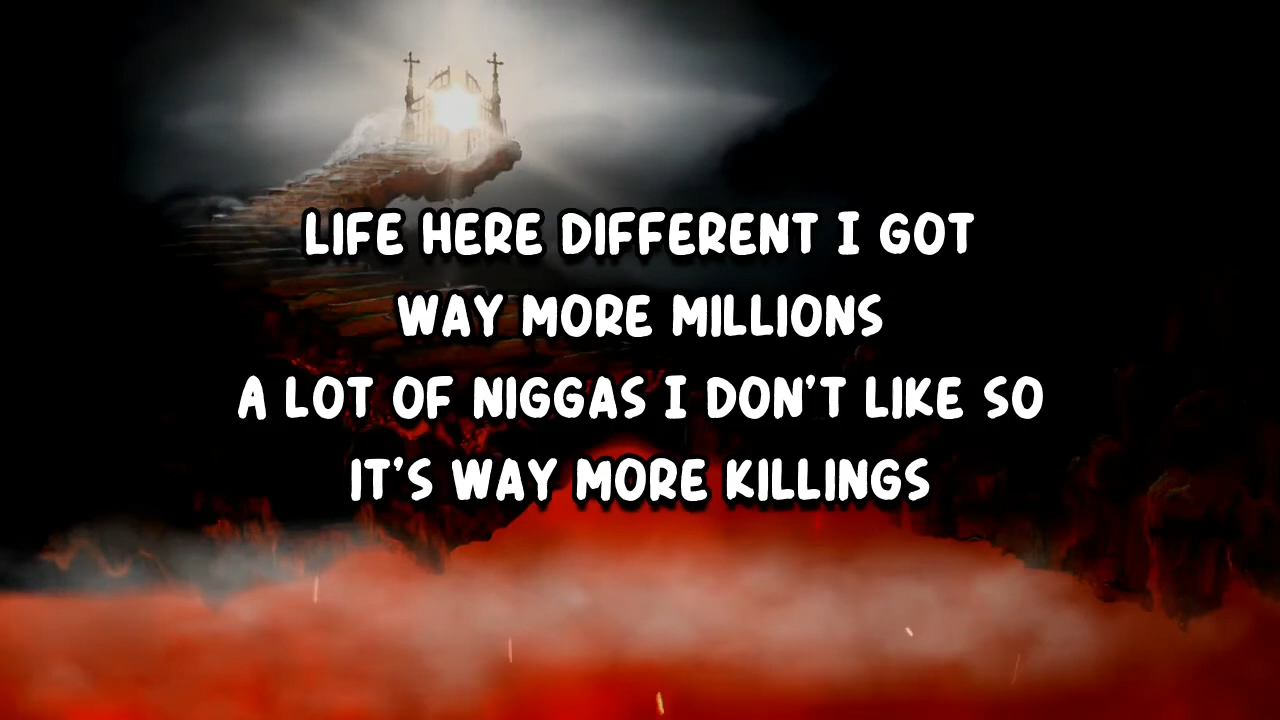 LIFE HERE DIFFERENT I GOT
WAY MORE MILLIONS
A LOT OF NIGGAS I DON'T LIKE SO
IT'S WAY MORE KILLINGS